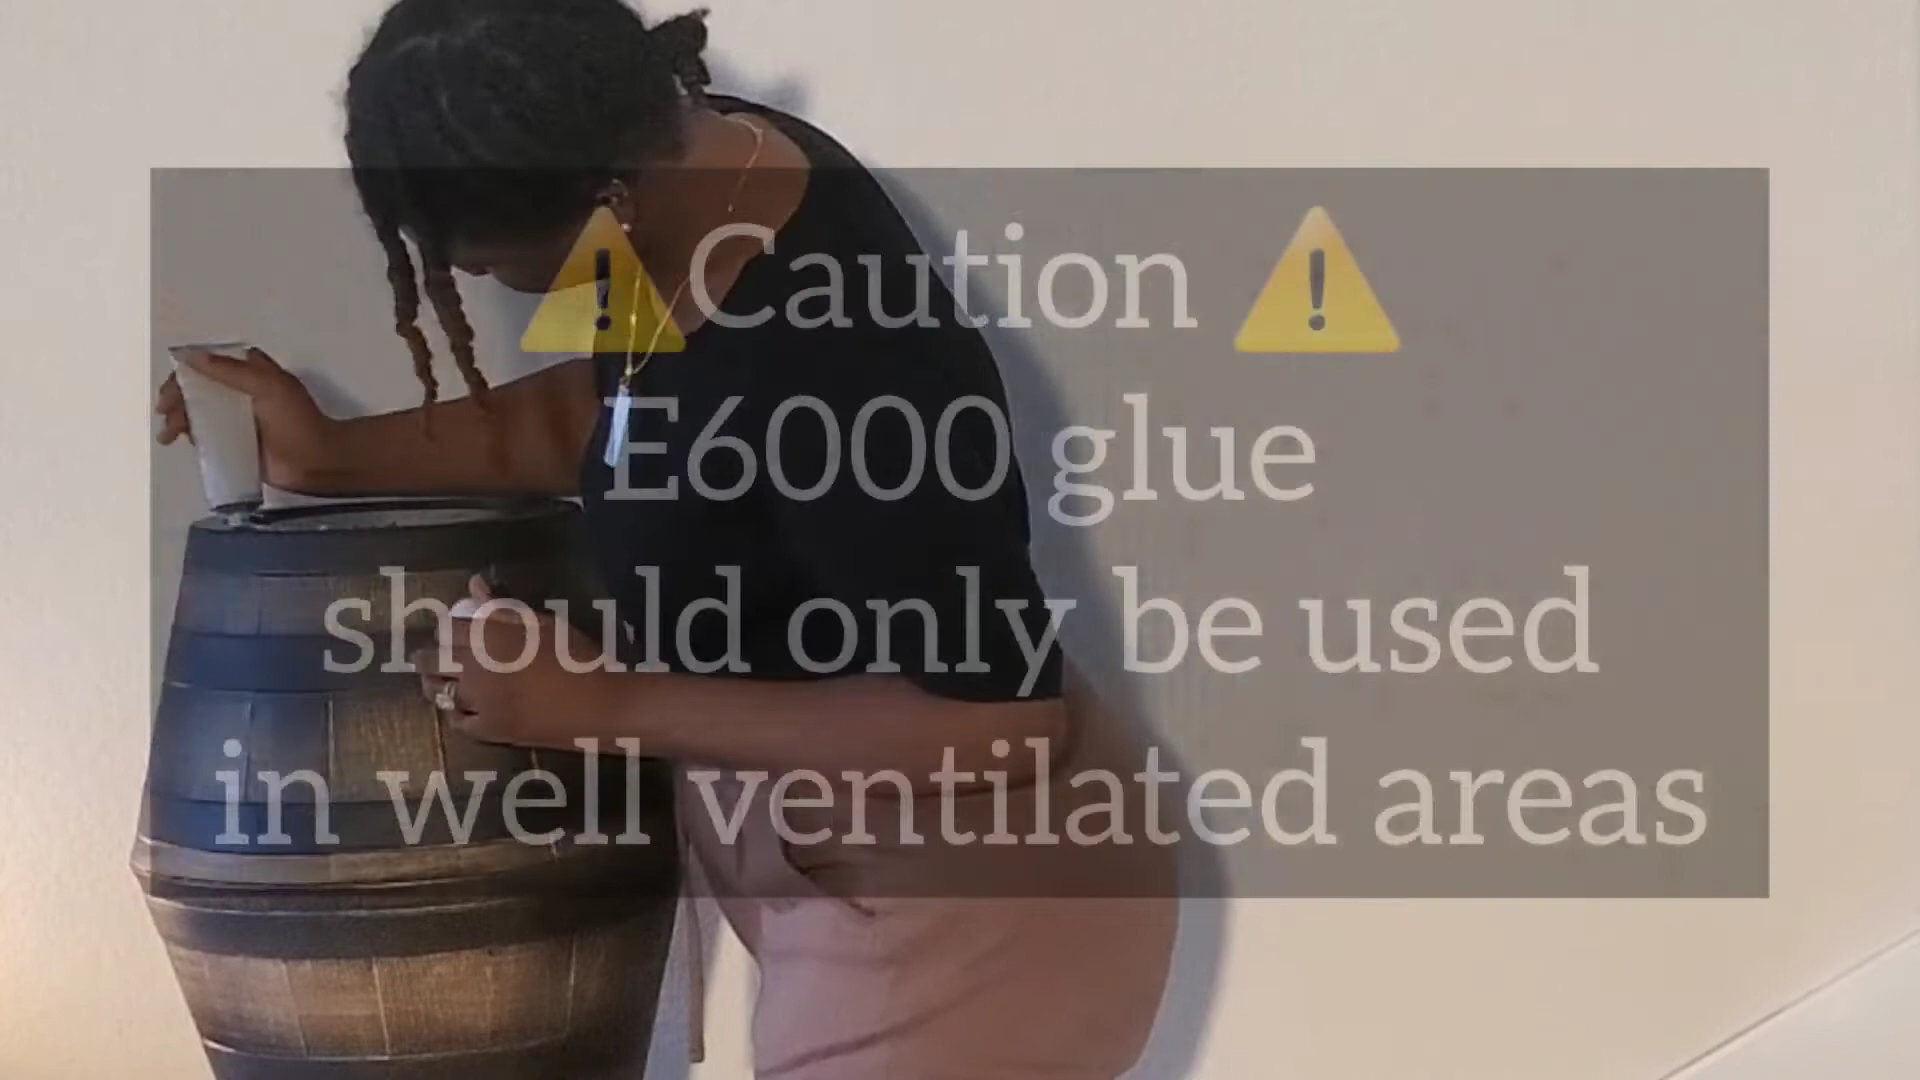 ⚠️Caution ⚠️
E6000 glue
should only be used
in well ventilated areas